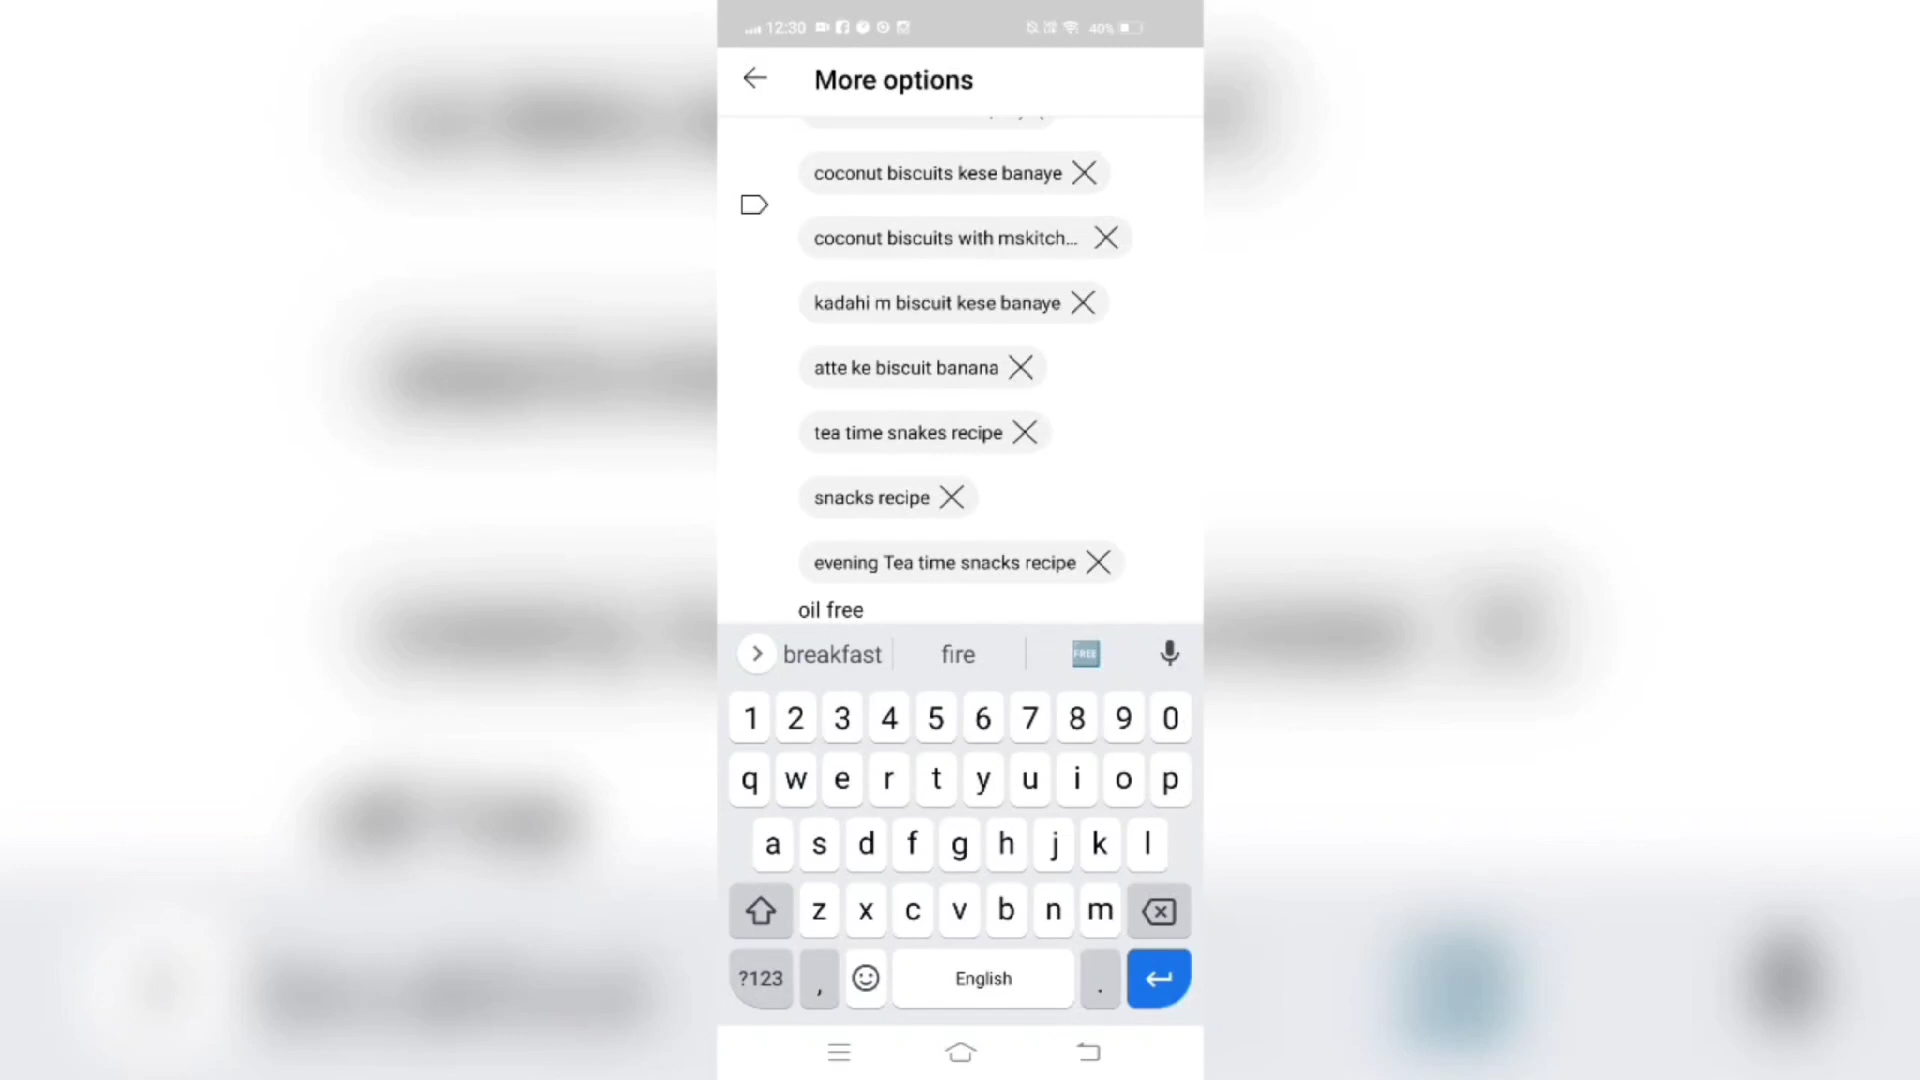 12:30
40%
More options
coconut biscuits kese banaye
coconut biscuits with mskitch...
kadahi m biscuit kese banaye
atte ke biscuit banana
tea time snakes recipe
snacks recipe
evening Tea time snacks recipe
oil free
breakfast fire FREE
1 2 3 4 5 6 7 8 9 0
q w e r t y u i o p
a s d f g h j k l
z x c v b n m
?123 , English .